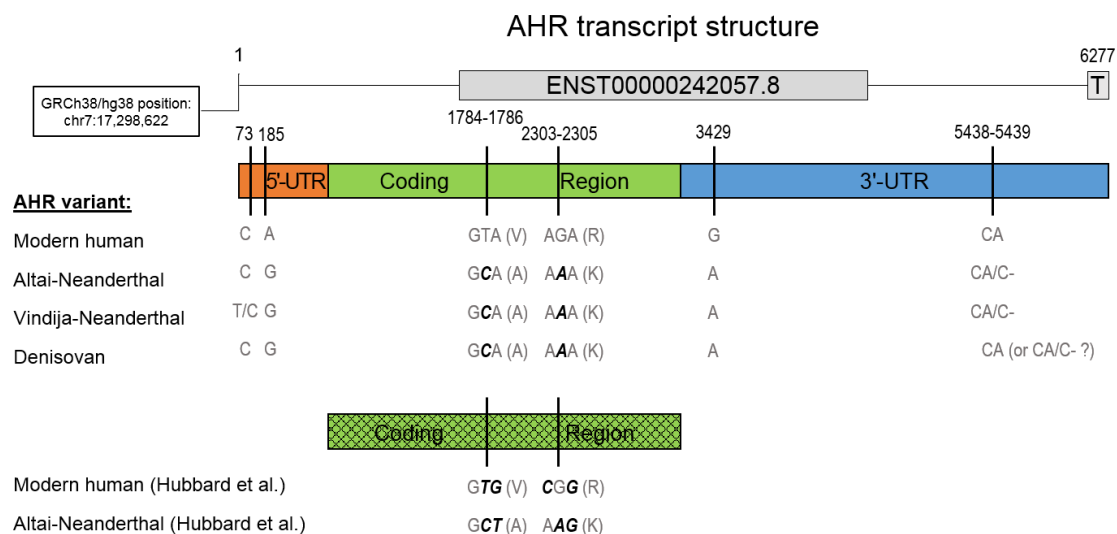 AHR transcript structure
1
6277
ENST00000242057.8
T
GRCh38/hg38 position:
chr7:17,298,622
1784-1786
73 185
2303-2305
3429
5438-5439
5'-UTR
Coding
Region
3'-UTR
AHR variant:
Modern human C A GTA (V) AGA (R) G CA
Altai-Neanderthal C G GCA (A) AAA (K) A CA/C-
Vindija-Neanderthal T/C G GCA (A) AAA (K) A CA/C-
Denisovan C G GCA (A) AAA (K) A CA (or CA/C- ?)
Coding Region
Modern human (Hubbard et al.) GTG (V) CGG (R)
Altai-Neanderthal (Hubbard et al.) GCT (A) AAG (K)